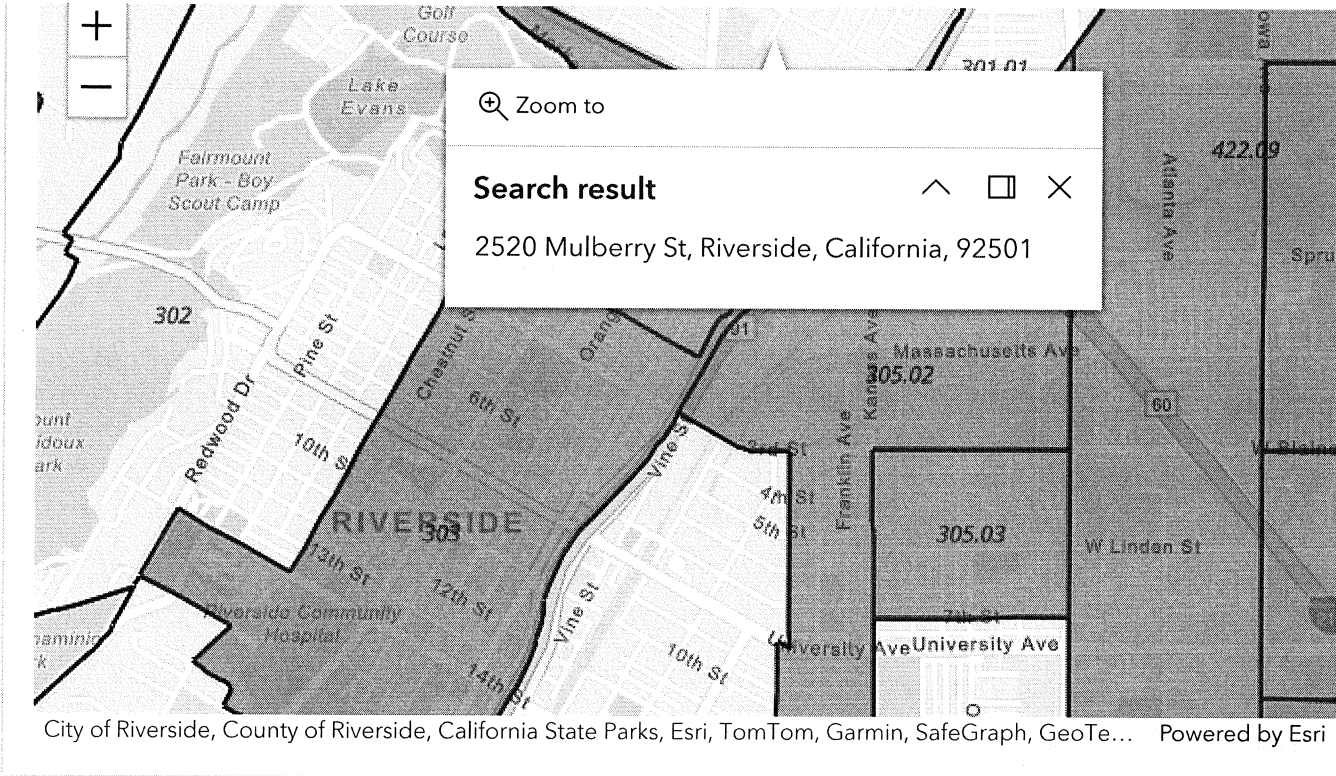 Golf
Course
301.01
Lake
Evans
Zoom to
422.09
Fairmount
Park - Boy
Scout Camp
Atlanta Ave
Search result
2520 Mulberry St, Riverside, California, 92501
302
Pine St
Chestnut S
Orang
91
Kansas Ave
Massachusetts Ave
305.02
60
6th St
Redwood Dr
10th S
Vine S
3rd St
Franklin Ave
4th St
5th St
RIVERSIDE
303
305.03
W Linden St
13th St
12th St
Riverside Community
Hospital
Vine St
7th St
University Ave
University Ave
10th St
14th St
City of Riverside, County of Riverside, California State Parks, Esri, TomTom, Garmin, SafeGraph, GeoTe...
Powered by Esri